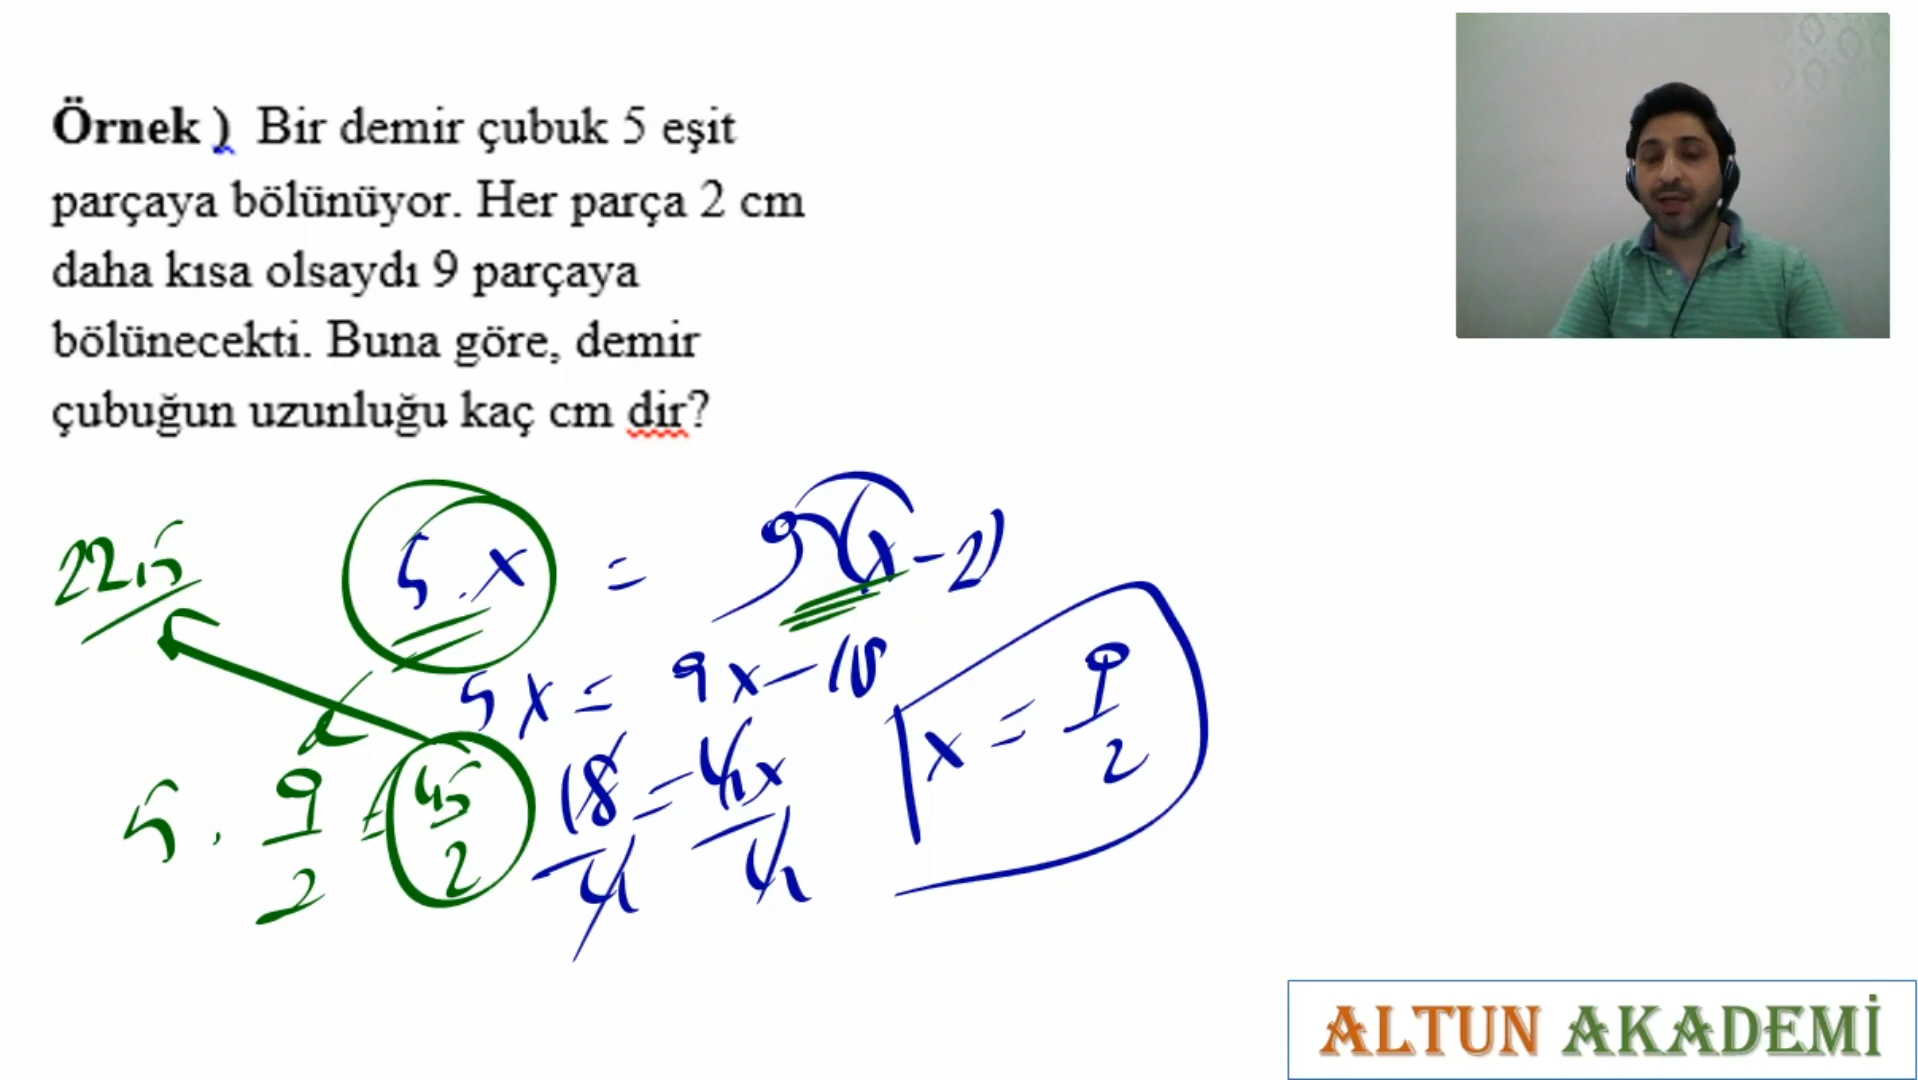 Örnek ) Bir demir çubuk 5 eşit
parçaya bölünüyor. Her parça 2 cm
daha kısa olsaydı 9 parçaya
bölünecekti. Buna göre, demir
çubuğun uzunluğu kaç cm dir?
5.x = 9(x-2)
5x = 9x-18
18/4 = 4x/4
x = 9/2
5 . 9/2 = 45/2
22,5
ALTUN AKADEMİ